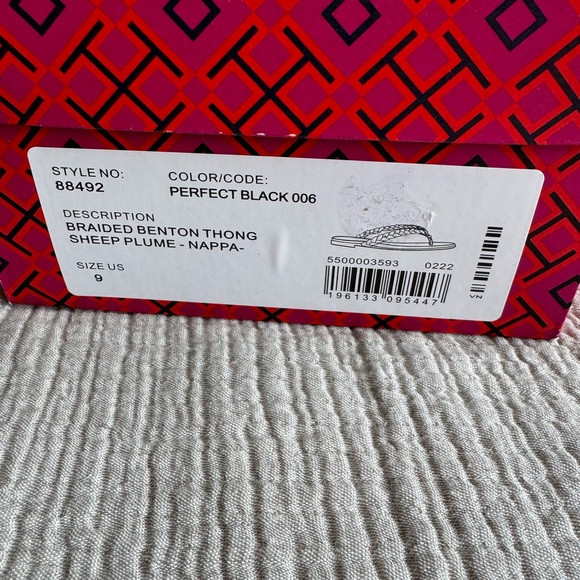 STYLE NO:
88492
COLOR/CODE:
PERFECT BLACK 006
DESCRIPTION
BRAIDED BENTON THONG
SHEEP PLUME - NAPPA-
SIZE US
9
5500003593 0222
196133 095447
VN